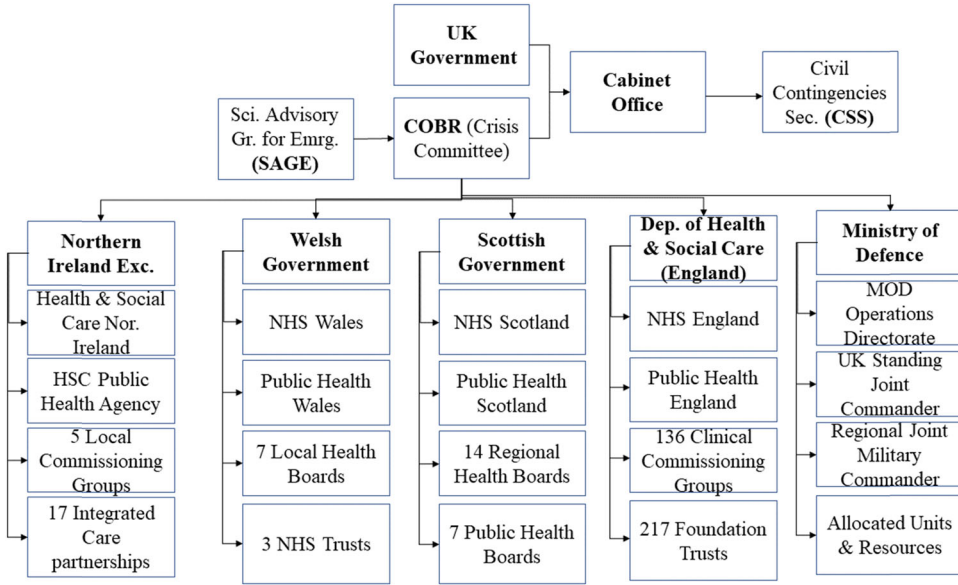 UK
Government
Cabinet
Office
Civil
Contingencies
Sec. (CSS)
Sci. Advisory
Gr. for Emrg.
(SAGE)
COBR (Crisis
Committee)
Northern
Ireland Exc.
Health & Social
Care Nor.
Ireland
HSC Public
Health Agency
5 Local
Commissioning
Groups
17 Integrated
Care
partnerships
Welsh
Government
NHS Wales
Public Health
Wales
7 Local Health
Boards
3 NHS Trusts
Scottish
Government
NHS Scotland
Public Health
Scotland
14 Regional
Health Boards
7 Public Health
Boards
Dep. of Health
& Social Care
(England)
NHS England
Public Health
England
136 Clinical
Commissioning
Groups
217 Foundation
Trusts
Ministry of
Defence
MOD
Operations
Directorate
UK Standing
Joint
Commander
Regional Joint
Military
Commander
Allocated Units
& Resources